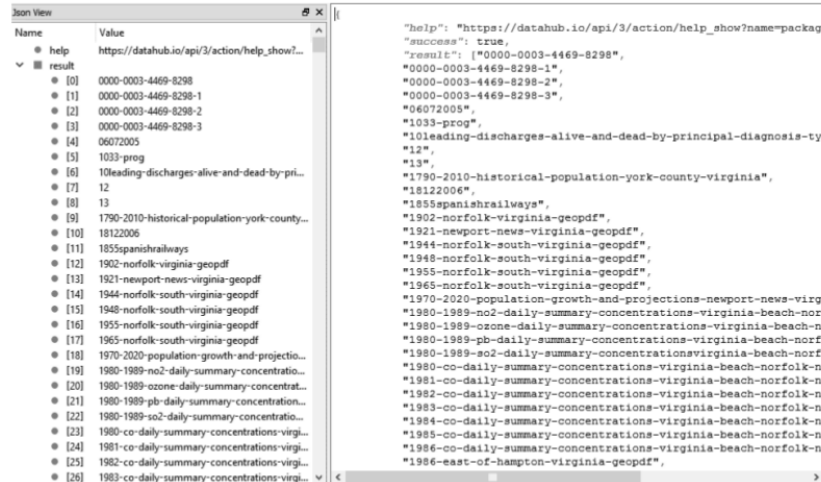 Json View
Name Value
help https://datahub.io/api/3/action/help_show?...
result
[0] 0000-0003-4469-8298
[1] 0000-0003-4469-8298-1
[2] 0000-0003-4469-8298-2
[3] 0000-0003-4469-8298-3
[4] 06072005
[5] 1033-prog
[6] 10leading-discharges-alive-and-dead-by-pri...
[7] 12
[8] 13
[9] 1790-2010-historical-population-york-county...
[10] 18122006
[11] 1855spanishrailways
[12] 1902-norfolk-virginia-geopdf
[13] 1921-newport-news-virginia-geopdf
[14] 1944-norfolk-south-virginia-geopdf
[15] 1948-norfolk-south-virginia-geopdf
[16] 1955-norfolk-south-virginia-geopdf
[17] 1965-norfolk-south-virginia-geopdf
[18] 1970-2020-population-growth-and-projectio...
[19] 1980-1989-no2-daily-summary-concentratio...
[20] 1980-1989-ozone-daily-summary-concentrat...
[21] 1980-1989-pb-daily-summary-concentration...
[22] 1980-1989-so2-daily-summary-concentratio...
[23] 1980-co-daily-summary-concentrations-virgi...
[24] 1981-co-daily-summary-concentrations-virgi...
[25] 1982-co-daily-summary-concentrations-virgi...
[26] 1983-co-daily-summary-concentrations-virgi...
{
"help": "https://datahub.io/api/3/action/help_show?name=packag
"success": true,
"result": ["0000-0003-4469-8298",
"0000-0003-4469-8298-1",
"0000-0003-4469-8298-2",
"0000-0003-4469-8298-3",
"06072005",
"1033-prog",
"10leading-discharges-alive-and-dead-by-principal-diagnosis-ty
"12",
"13",
"1790-2010-historical-population-york-county-virginia",
"18122006",
"1855spanishrailways",
"1902-norfolk-virginia-geopdf",
"1921-newport-news-virginia-geopdf",
"1944-norfolk-south-virginia-geopdf",
"1948-norfolk-south-virginia-geopdf",
"1955-norfolk-south-virginia-geopdf",
"1965-norfolk-south-virginia-geopdf",
"1970-2020-population-growth-and-projections-newport-news-virg
"1980-1989-no2-daily-summary-concentrations-virginia-beach-nor
"1980-1989-ozone-daily-summary-concentrations-virginia-beach-n
"1980-1989-pb-daily-summary-concentrations-virginia-beach-norf
"1980-1989-so2-daily-summary-concentrationsvirginia-beach-norf
"1980-co-daily-summary-concentrations-virginia-beach-norfolk-n
"1981-co-daily-summary-concentrations-virginia-beach-norfolk-n
"1982-co-daily-summary-concentrations-virginia-beach-norfolk-n
"1983-co-daily-summary-concentrations-virginia-beach-norfolk-n
"1984-co-daily-summary-concentrations-virginia-beach-norfolk-n
"1985-co-daily-summary-concentrations-virginia-beach-norfolk-n
"1986-co-daily-summary-concentrations-virginia-beach-norfolk-n
"1986-east-of-hampton-virginia-geopdf",